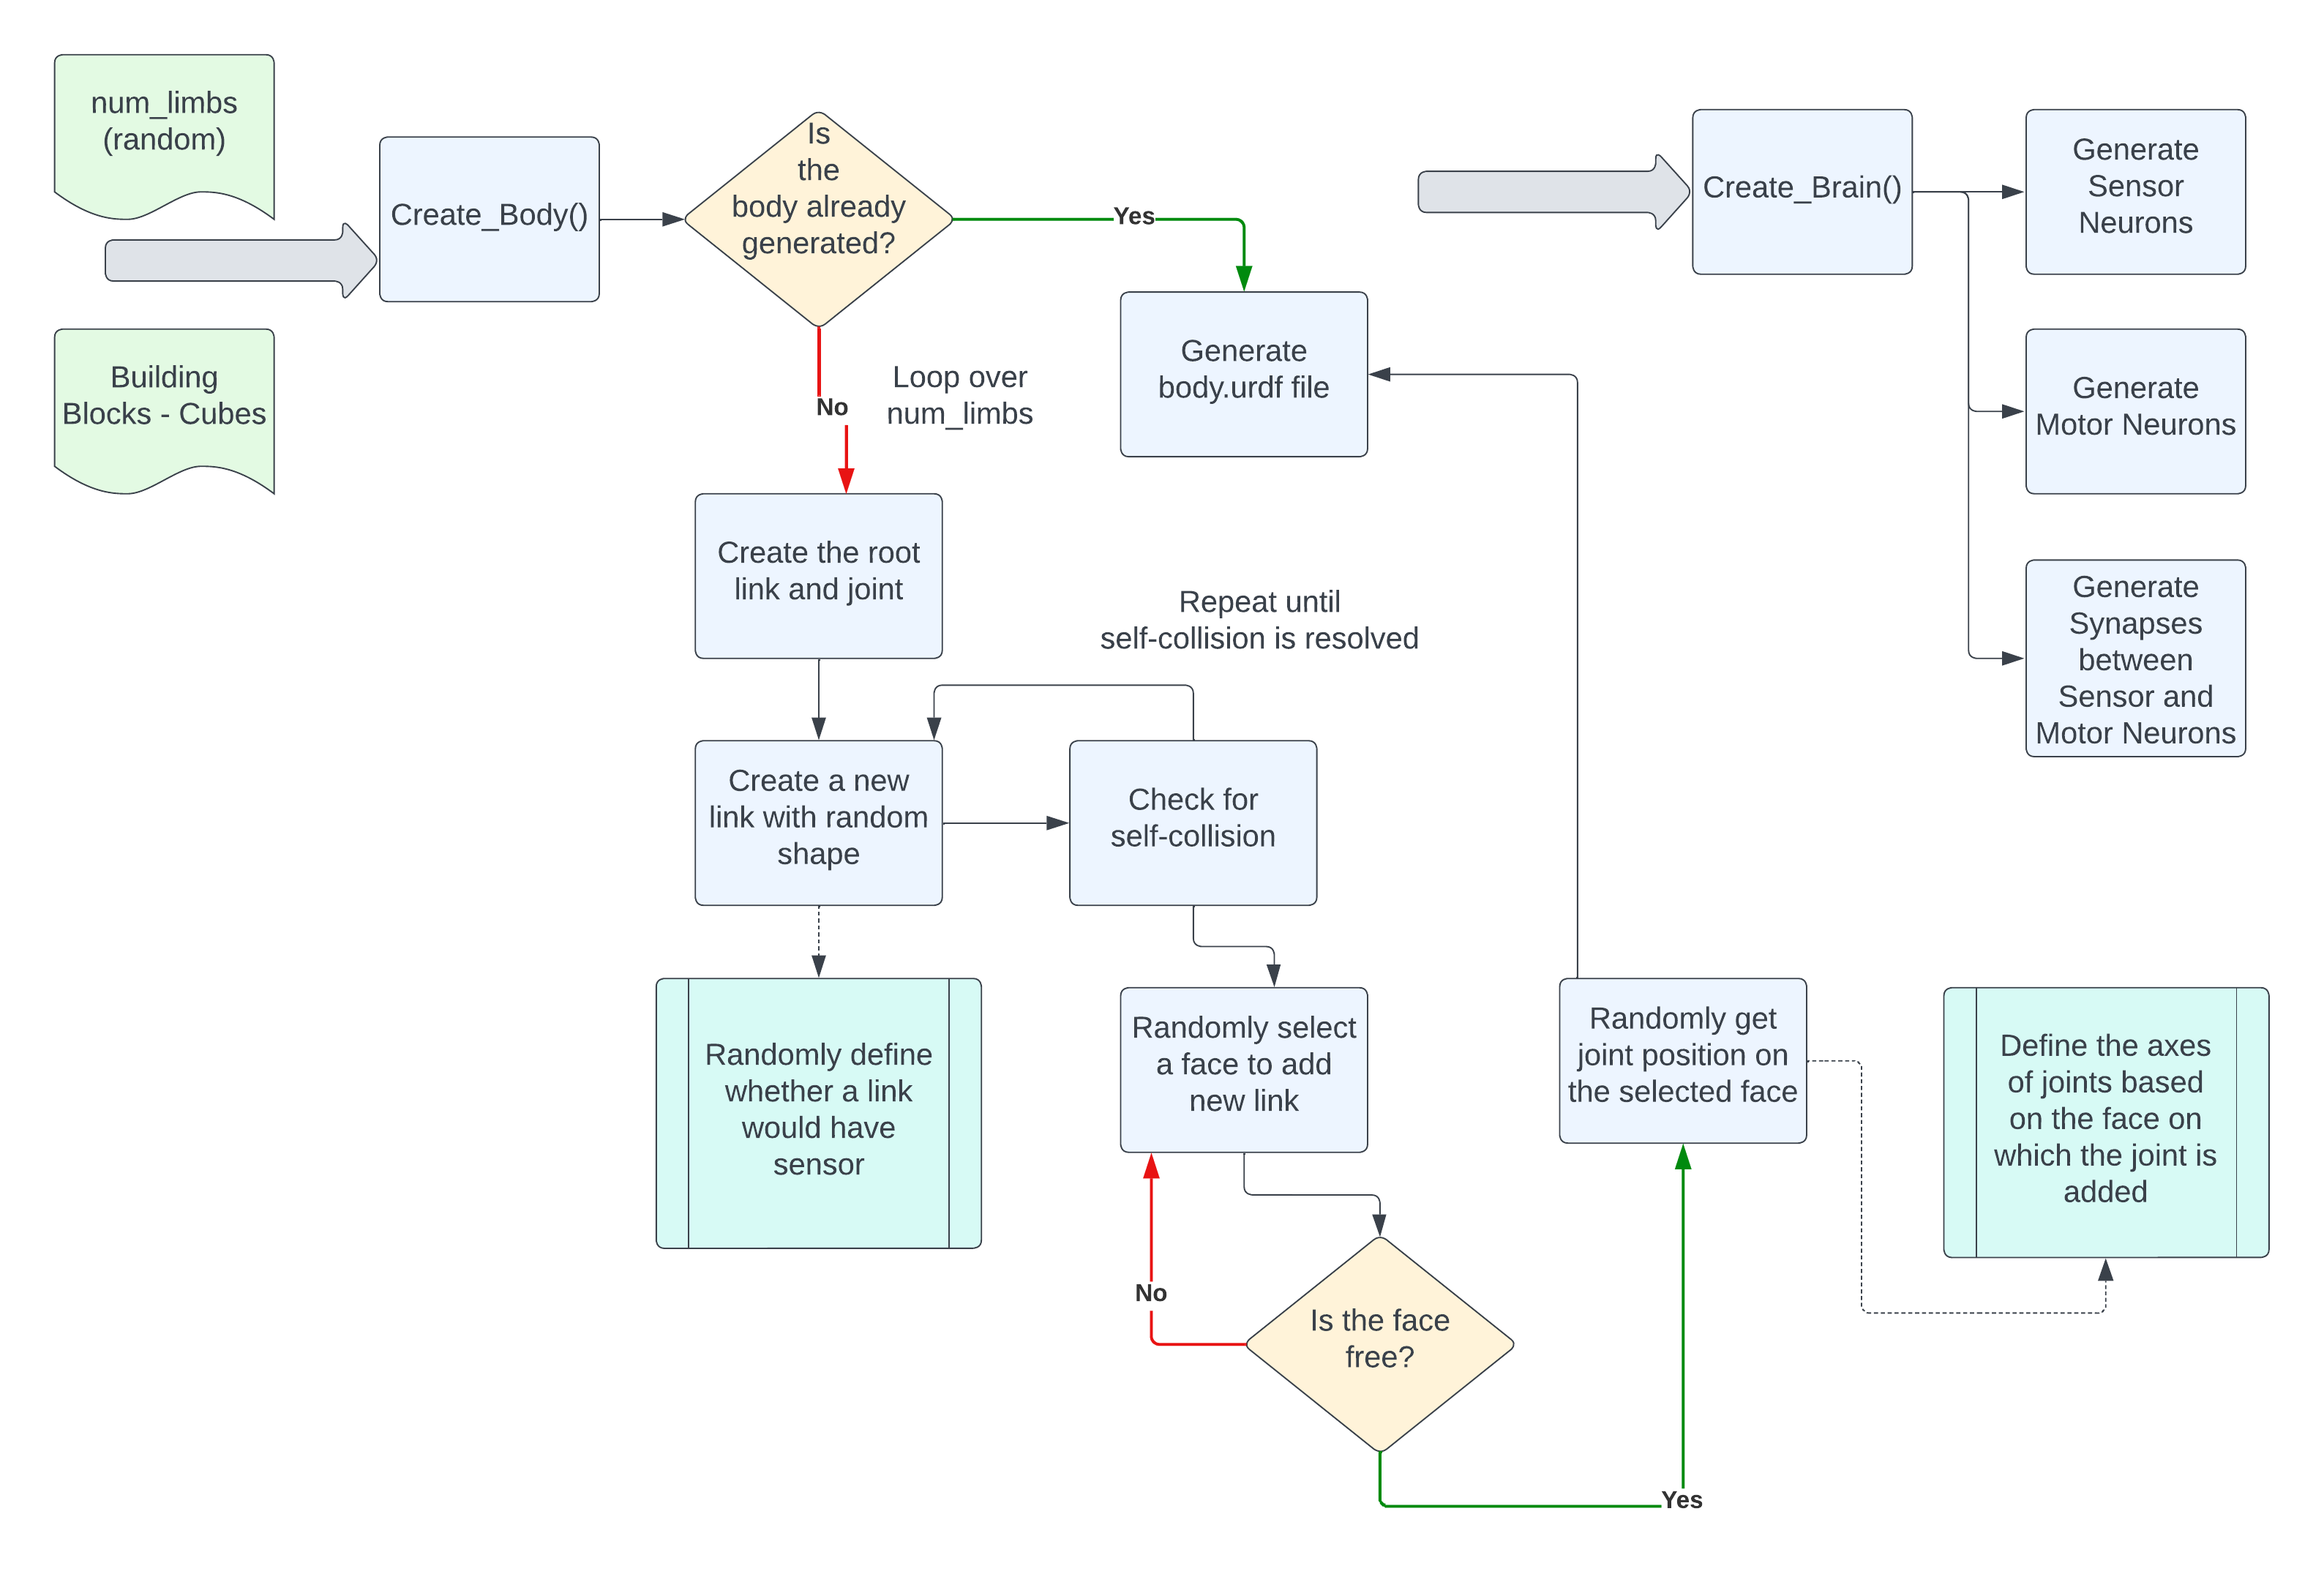 num_limbs
(random)
Building
Blocks - Cubes
Create_Body()
Is
the
body already
generated?
Yes
No
Loop over
num_limbs
Generate
body.urdf file
Create the root
link and joint
Repeat until
self-collision is resolved
Create a new
link with random
shape
Check for
self-collision
Randomly define
whether a link
would have
sensor
Randomly select
a face to add
new link
No
Is the face
free?
Yes
Randomly get
joint position on
the selected face
Define the axes
of joints based
on the face on
which the joint is
added
Create_Brain()
Generate
Sensor
Neurons
Generate
Motor Neurons
Generate
Synapses
between
Sensor and
Motor Neurons